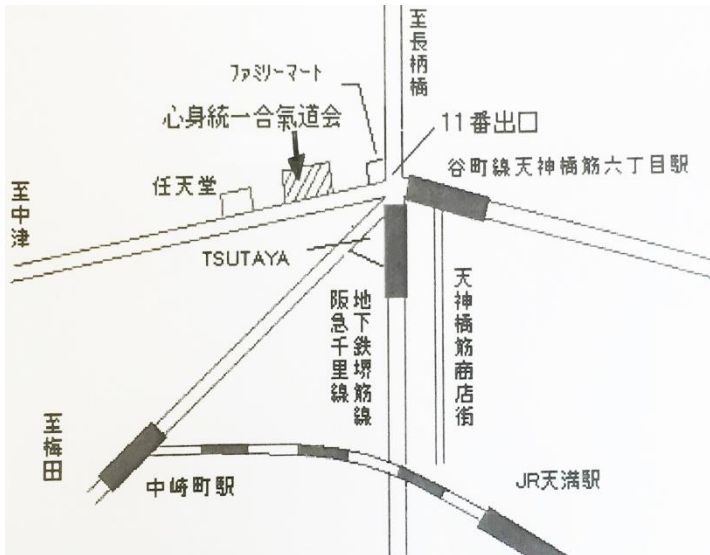 至長柄橋
ファミリーマート
心身統一合氣道会
11番出口
谷町線天神橋筋六丁目駅
任天堂
至中津
TSUTAYA
地下鉄堺筋線
阪急千里線
天神橋筋商店街
至梅田
中崎町駅
JR天満駅